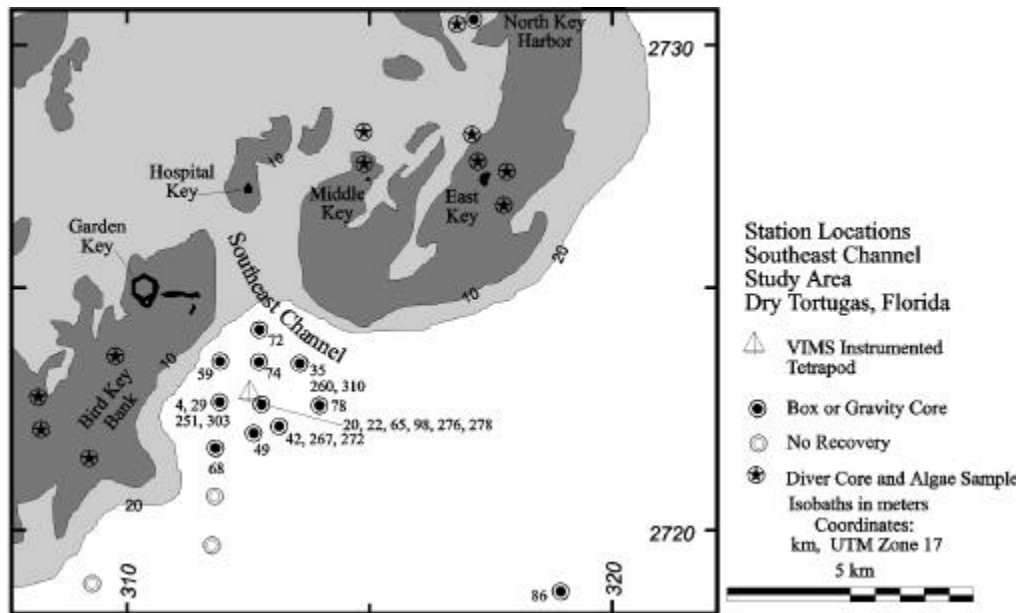 North Key
Harbor
2730
10
Hospital
Key
Middle
Key
East
Key
Garden
Key
20
10
Southeast Channel
72
10
59
74
35
260, 310
Bird Key
Bank
4, 29
251, 303
78
20, 22, 65, 98, 276, 278
42, 267, 272
49
68
20
2720
310
320
86
Station Locations
Southeast Channel
Study Area
Dry Tortugas, Florida
VIMS Instrumented
Tetrapod
Box or Gravity Core
No Recovery
Diver Core and Algae Sample
Isobaths in meters
Coordinates:
km, UTM Zone 17
5 km